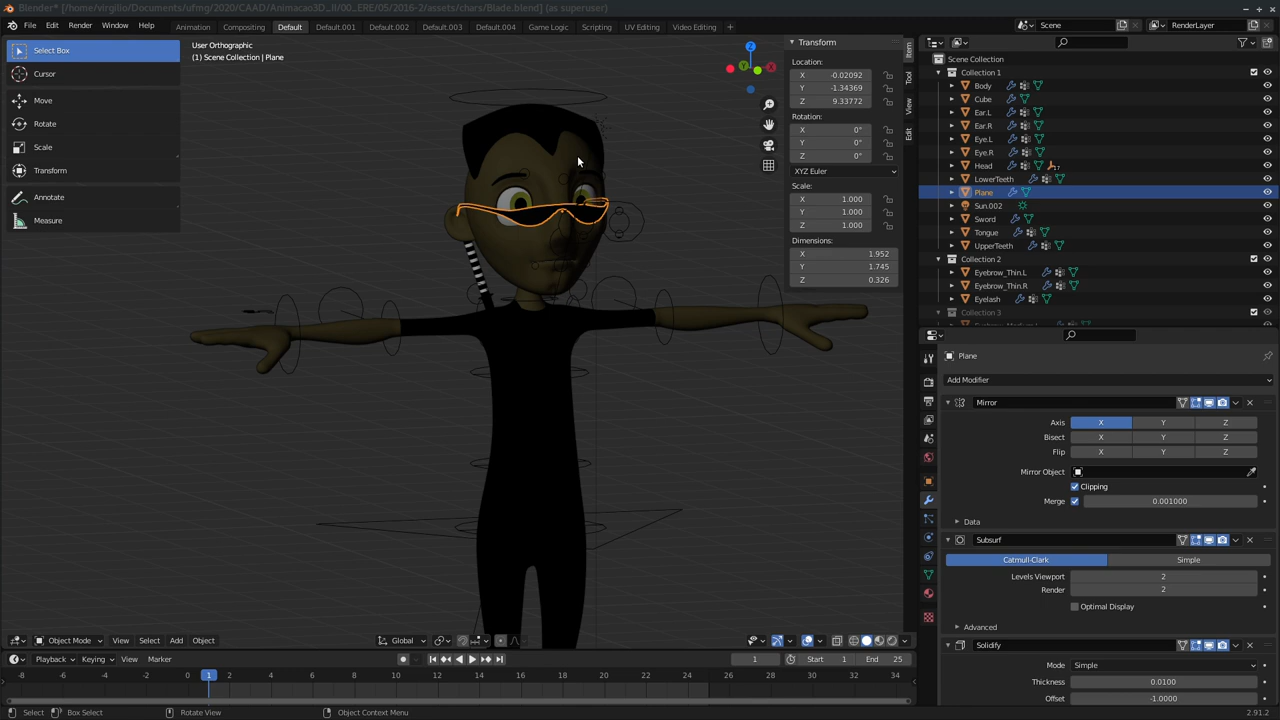 Blender* [/home/virgilio/Documents/ufmg/2020/CAAD/Animacao3D_II/00_ERE/05/2016-2/assets/chars/Blade.blend] (as superuser)
File Edit Render Window Help
Animation Compositing Default Default.001 Default.002 Default.003 Default.004 Game Logic Scripting UV Editing Video Editing +
Scene
RenderLayer
Select Box
Cursor
Move
Rotate
Scale
Transform
Annotate
Measure
User Orthographic
(1) Scene Collection | Plane
Z
Y
X
Transform
Location:
X -0.02092
Y -1.34369
Z 9.33772
Rotation:
X 0°
Y 0°
Z 0°
XYZ Euler
Scale:
X 1.000
Y 1.000
Z 1.000
Dimensions:
X 1.952
Y 1.745
Z 0.326
Item
Tool
View
Edit
Scene Collection
Collection 1
Body
Cube
Ear.L
Ear.R
Eye.L
Eye.R
Head 17
LowerTeeth
Plane
Sun.002
Sword
Tongue
UpperTeeth
Collection 2
Eyebrow_Thin.L
Eyebrow_Thin.R
Eyelash
Collection 3
Plane
Add Modifier
Mirror
Axis X Y Z
Bisect X Y Z
Flip X Y Z
Mirror Object
Clipping
Merge 0.001000
Data
Subsurf
Catmull-Clark Simple
Levels Viewport 2
Render 2
Optimal Display
Advanced
Solidify
Mode Simple
Thickness 0.0100
Offset -1.0000
Object Mode View Select Add Object
Global
Playback Keying View Marker
1 Start 1 End 25
-8 -6 -4 -2 0 1 2 4 6 8 10 12 14 16 18 20 22 24 26 28 30 32 34
Select Box Select Rotate View Object Context Menu 2.91.2